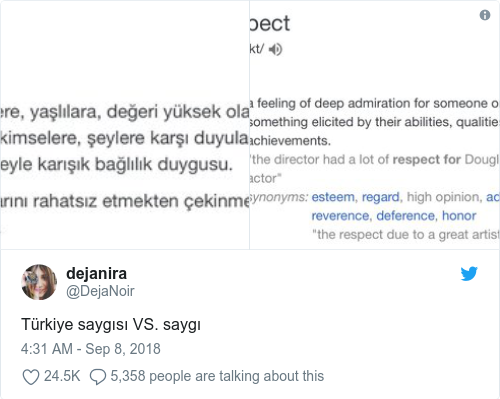 ere, yaşlılara, değeri yüksek ola
kimselere, şeylere karşı duyula
eyle karışık bağlılık duygusu.
arını rahatsız etmekten çekinme
pect
kt/
a feeling of deep admiration for someone o
something elicited by their abilities, qualitie
achievements.
"the director had a lot of respect for Dougl
actor"
synonyms: esteem, regard, high opinion, ad
reverence, deference, honor
"the respect due to a great artist
dejanira
@DejaNoir
Türkiye saygısı VS. saygı
4:31 AM - Sep 8, 2018
24.5K 5,358 people are talking about this